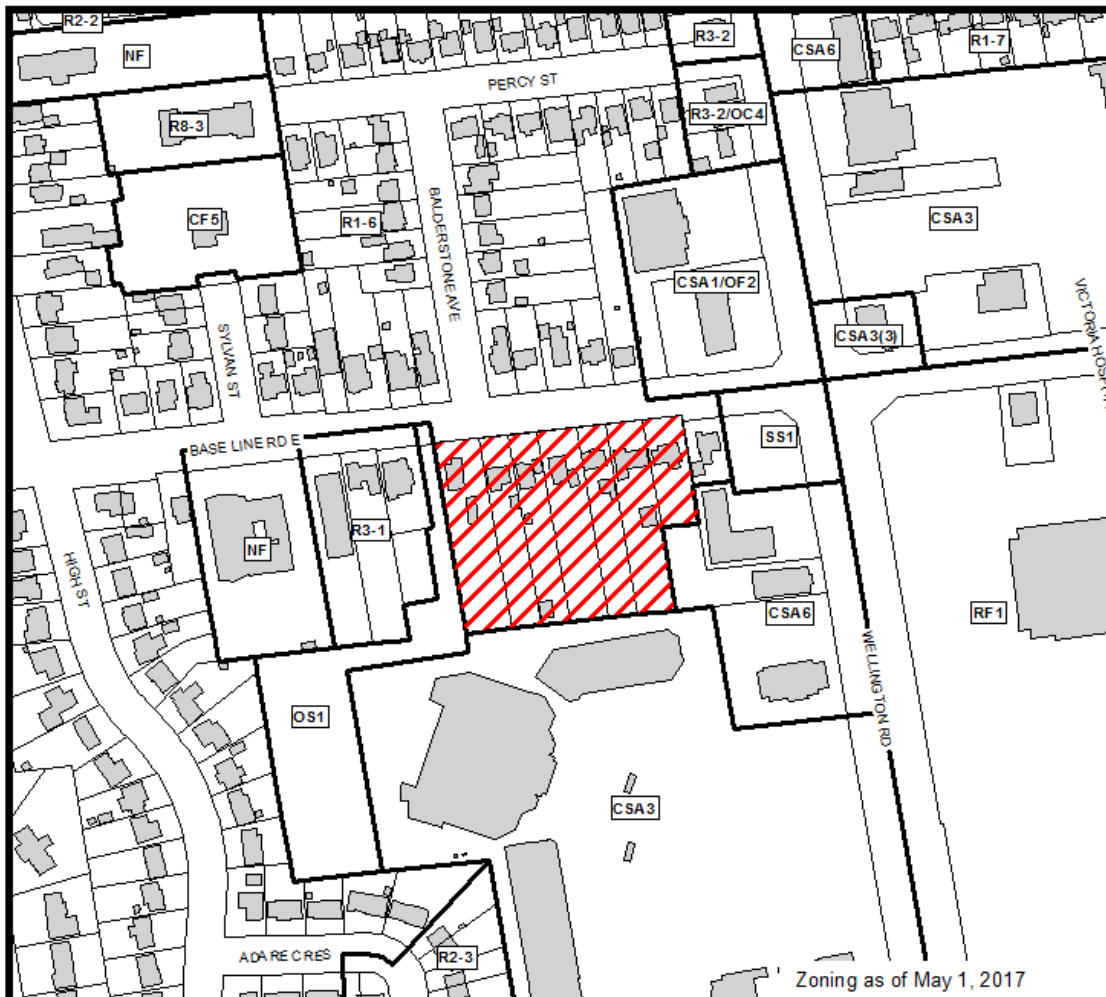 R2-2
NF
R3-2
CSA6
R1-7
PERCY ST
R8-3
R3-2/OC4
CF5
R1-6
BALDERSTONE AVE
CSA3
CSA1/OF2
VICTORIA HOSPITA
SYLVAN ST
CSA3(3)
BASE LINE RD E
SS1
HIGH ST
NF
R3-1
CSA6
RF1
WELLINGTON RD
OS1
CSA3
ADARE CRES
R2-3
Zoning as of May 1, 2017